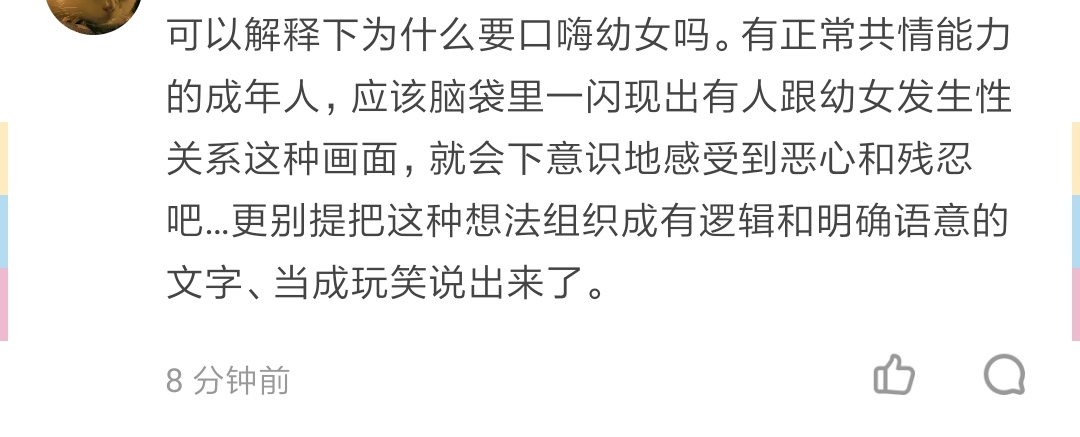 可以解释下为什么要口嗨幼女吗。有正常共情能力
的成年人，应该脑袋里一闪现出有人跟幼女发生性
关系这种画面，就会下意识地感受到恶心和残忍
吧...更别提把这种想法组织成有逻辑和明确语意的
文字、当成玩笑说出来了。
8 分钟前